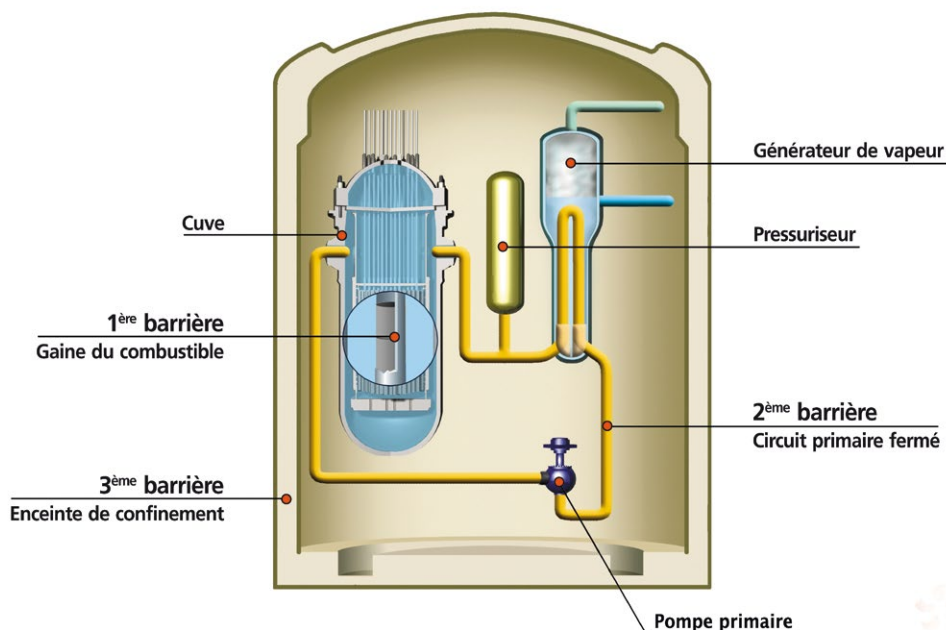 Générateur de vapeur
Cuve
Pressuriseur
1ère barrière
Gaine du combustible
2ème barrière
Circuit primaire fermé
3ème barrière
Enceinte de confinement
Pompe primaire